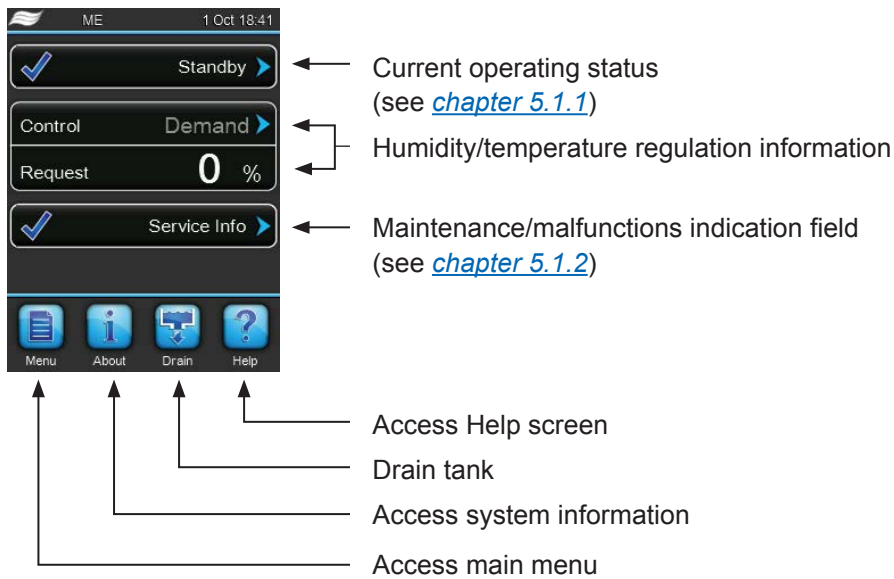 ME 1 Oct 18:41
Standby
Current operating status
(see chapter 5.1.1)
Control Demand
Humidity/temperature regulation information
Request 0 %
Service Info
Maintenance/malfunctions indication field
(see chapter 5.1.2)
Menu About Drain Help
Access Help screen
Drain tank
Access system information
Access main menu